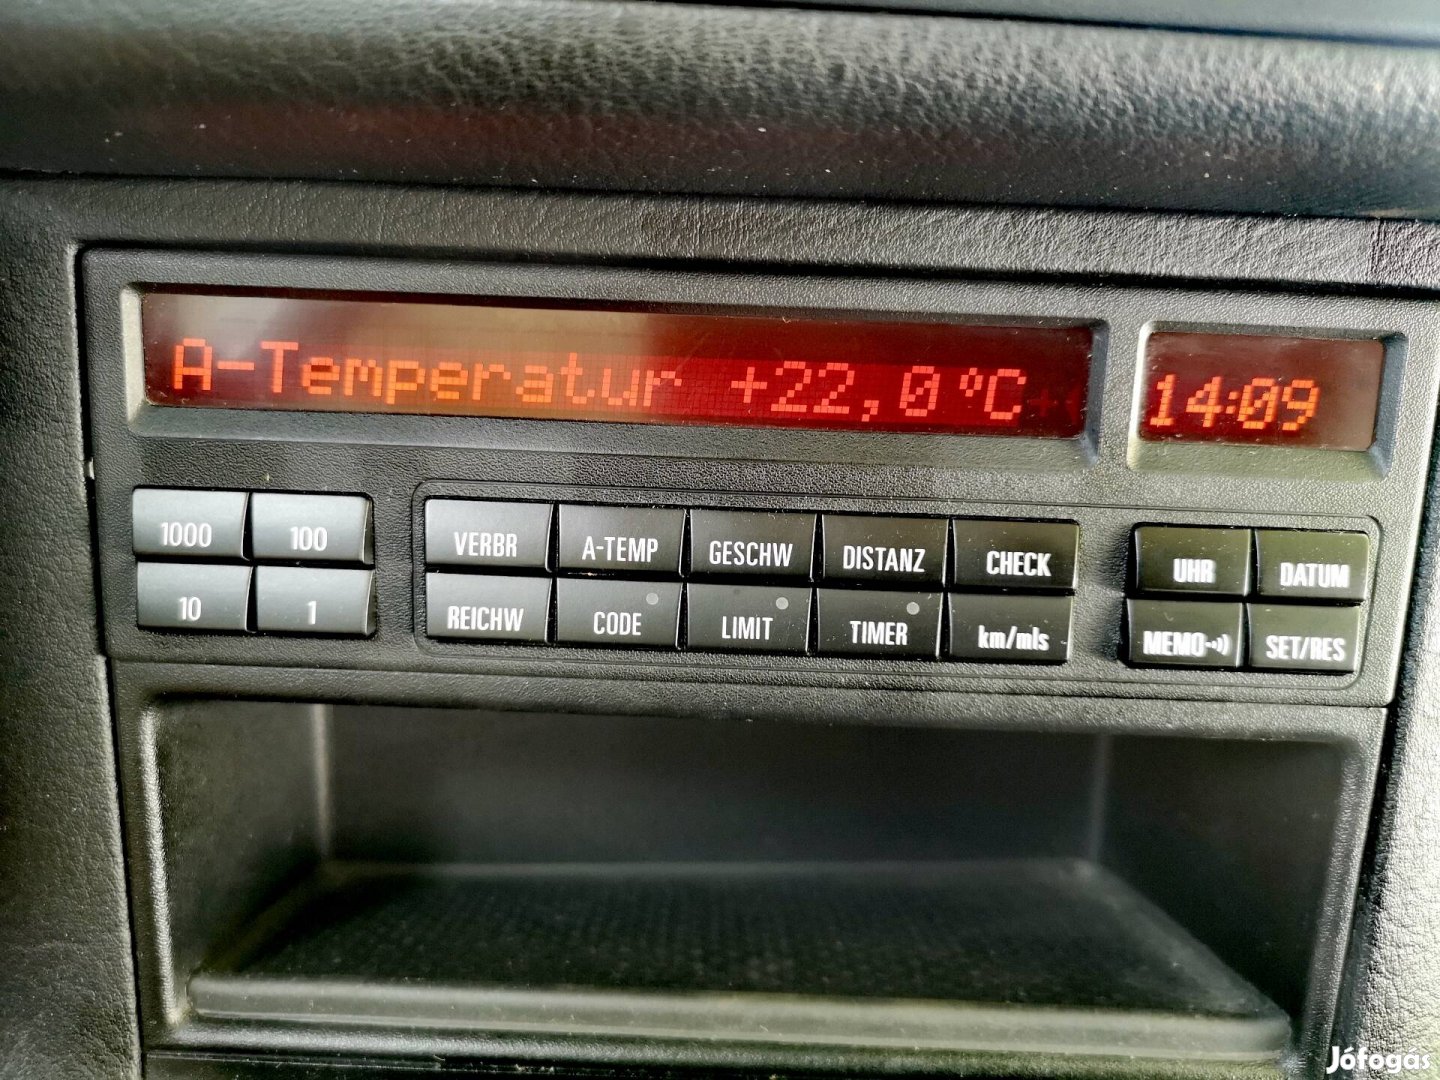 A-Temperatur +22,0ºC
14:09
1000 100
VERBR A-TEMP GESCHW DISTANZ CHECK
UHR DATUM
10 1
REICHW CODE LIMIT TIMER km/mls
MEMO SET/RES
Jófogás